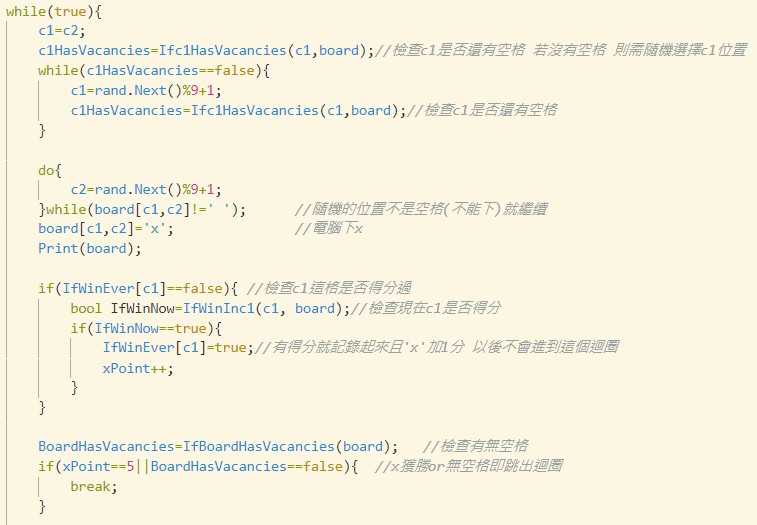 while(true){
c1=c2;
c1HasVacancies=Ifc1HasVacancies(c1,board);//檢查c1是否還有空格 若沒有空格 則需隨機選擇c1位置
while(c1HasVacancies==false){
c1=rand.Next()%9+1;
c1HasVacancies=Ifc1HasVacancies(c1,board);//檢查c1是否還有空格
}
do{
c2=rand.Next()%9+1;
}while(board[c1,c2]!=' '); //隨機的位置不是空格(不能下)就繼續
board[c1,c2]='x'; //電腦下x
Print(board);
if(IfWinEver[c1]==false){ //檢查c1這格是否得分過
bool IfWinNow=IfWinInc1(c1, board);//檢查現在c1是否得分
if(IfWinNow==true){
IfWinEver[c1]=true;//有得分就記錄起來且'x'加1分 以後不會進到這個迴圈
xPoint++;
}
}
BoardHasVacancies=IfBoardHasVacancies(board); //檢查有無空格
if(xPoint==5||BoardHasVacancies==false){ //x獲勝or無空格即跳出迴圈
break;
}